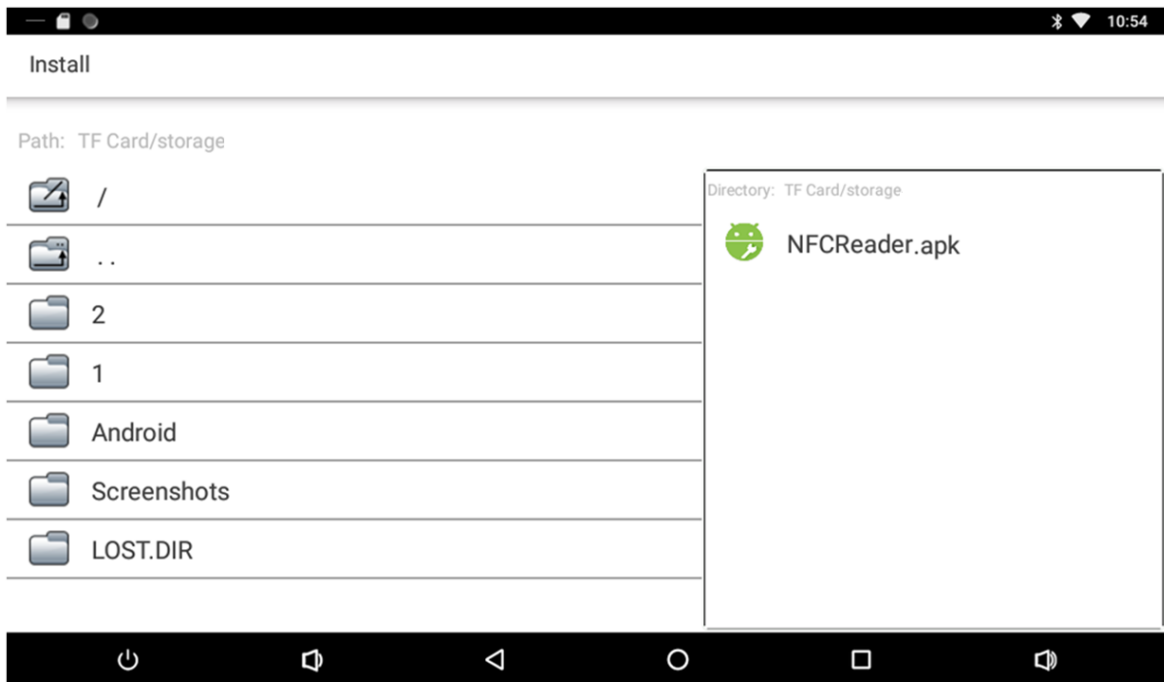 10:54
Install
Path: TF Card/storage
/
..
2
1
Android
Screenshots
LOST.DIR
Directory: TF Card/storage
NFCReader.apk